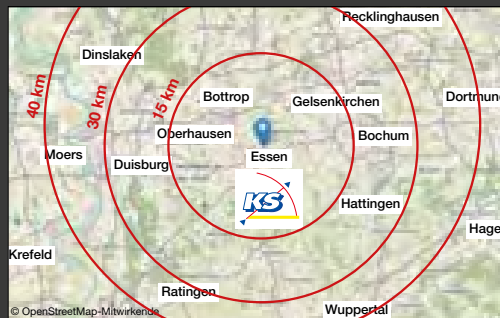 Recklinghausen
Dinslaken
40 km
30 km
15 km
Bottrop
Gelsenkirchen
Dortmun
Oberhausen
Bochum
Moers
Duisburg
Essen
KS
Hattingen
Hage
Krefeld
Ratingen
Wuppertal
© OpenStreetMap-Mitwirkende